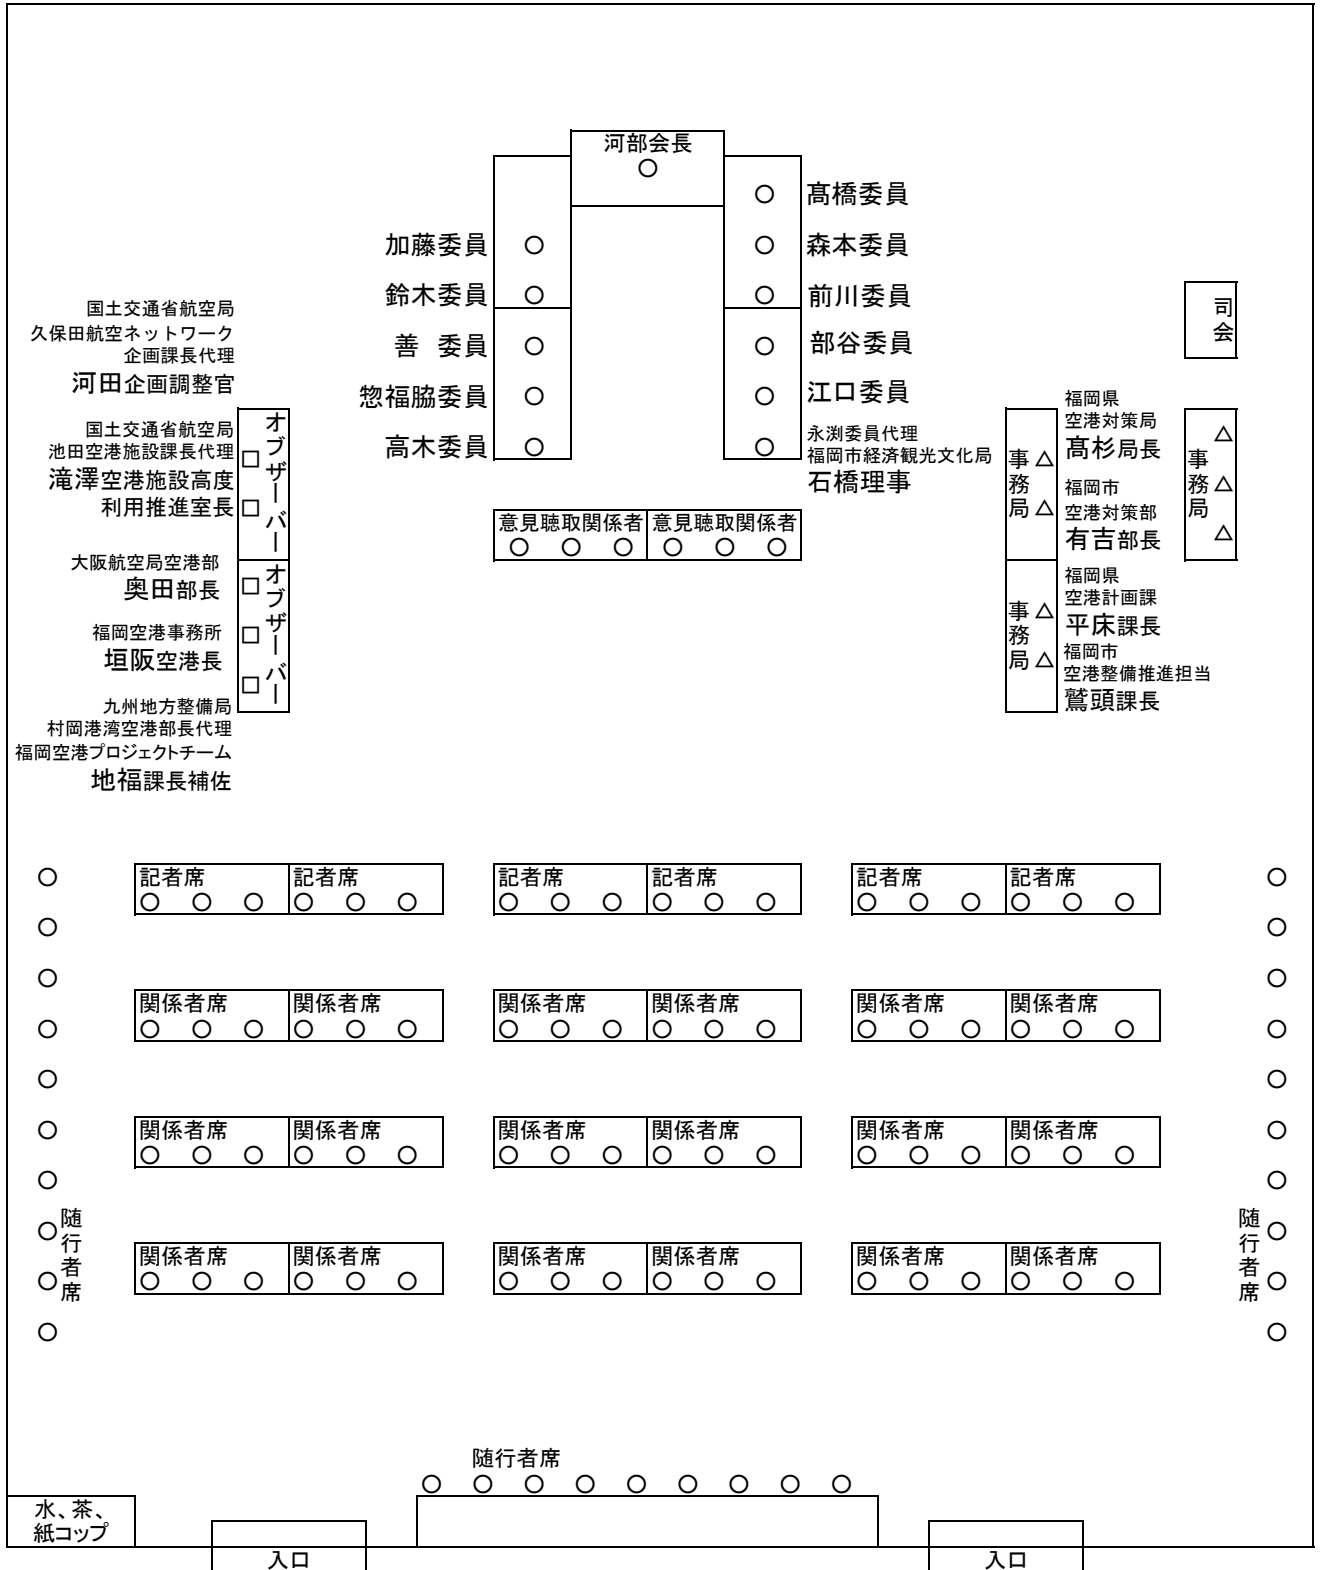 河部会長
髙橋委員
加藤委員
森本委員
鈴木委員
前川委員
善 委員
部谷委員
惣福脇委員
江口委員
高木委員
永渕委員代理
福岡市経済観光文化局
石橋理事
意見聴取関係者
意見聴取関係者
国土交通省航空局
久保田航空ネットワーク
企画課長代理
河田企画調整官
国土交通省航空局
池田空港施設課長代理
滝澤空港施設高度
利用推進室長
大阪航空局空港部
奥田部長
福岡空港事務所
垣阪空港長
九州地方整備局
村岡港湾空港部長代理
福岡空港プロジェクトチーム
地福課長補佐
オブザーバー
オブザーバー
司会
事務局
事務局
事務局
福岡県
空港対策局
髙杉局長
福岡市
空港対策部
有吉部長
福岡県
空港計画課
平床課長
福岡市
空港整備推進担当
鷲頭課長
記者席 記者席 記者席 記者席 記者席 記者席
関係者席 関係者席 関係者席 関係者席 関係者席 関係者席
関係者席 関係者席 関係者席 関係者席 関係者席 関係者席
関係者席 関係者席 関係者席 関係者席 関係者席 関係者席
随行者席
随行者席
随行者席
水、茶、
紙コップ
入口
入口